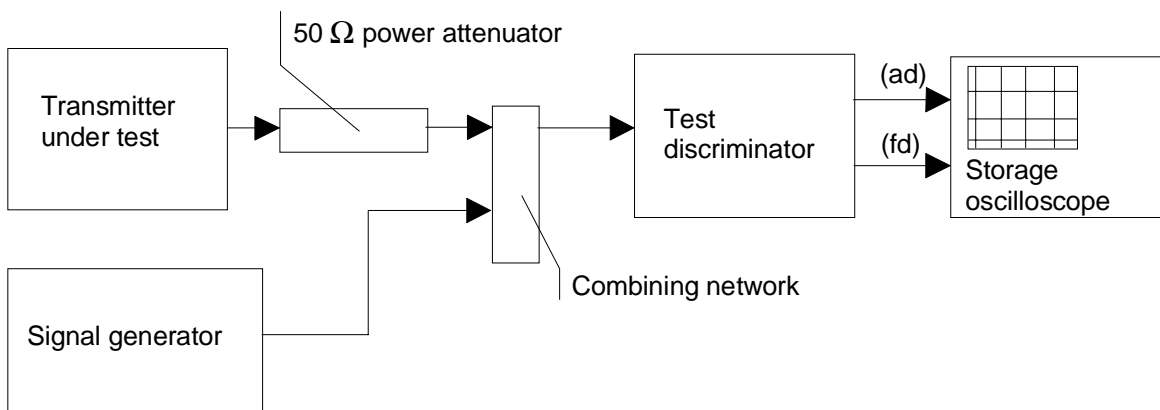 50 Ω power attenuator
Transmitter
under test
Test
discriminator
(ad)
(fd)
Storage
oscilloscope
Combining network
Signal generator